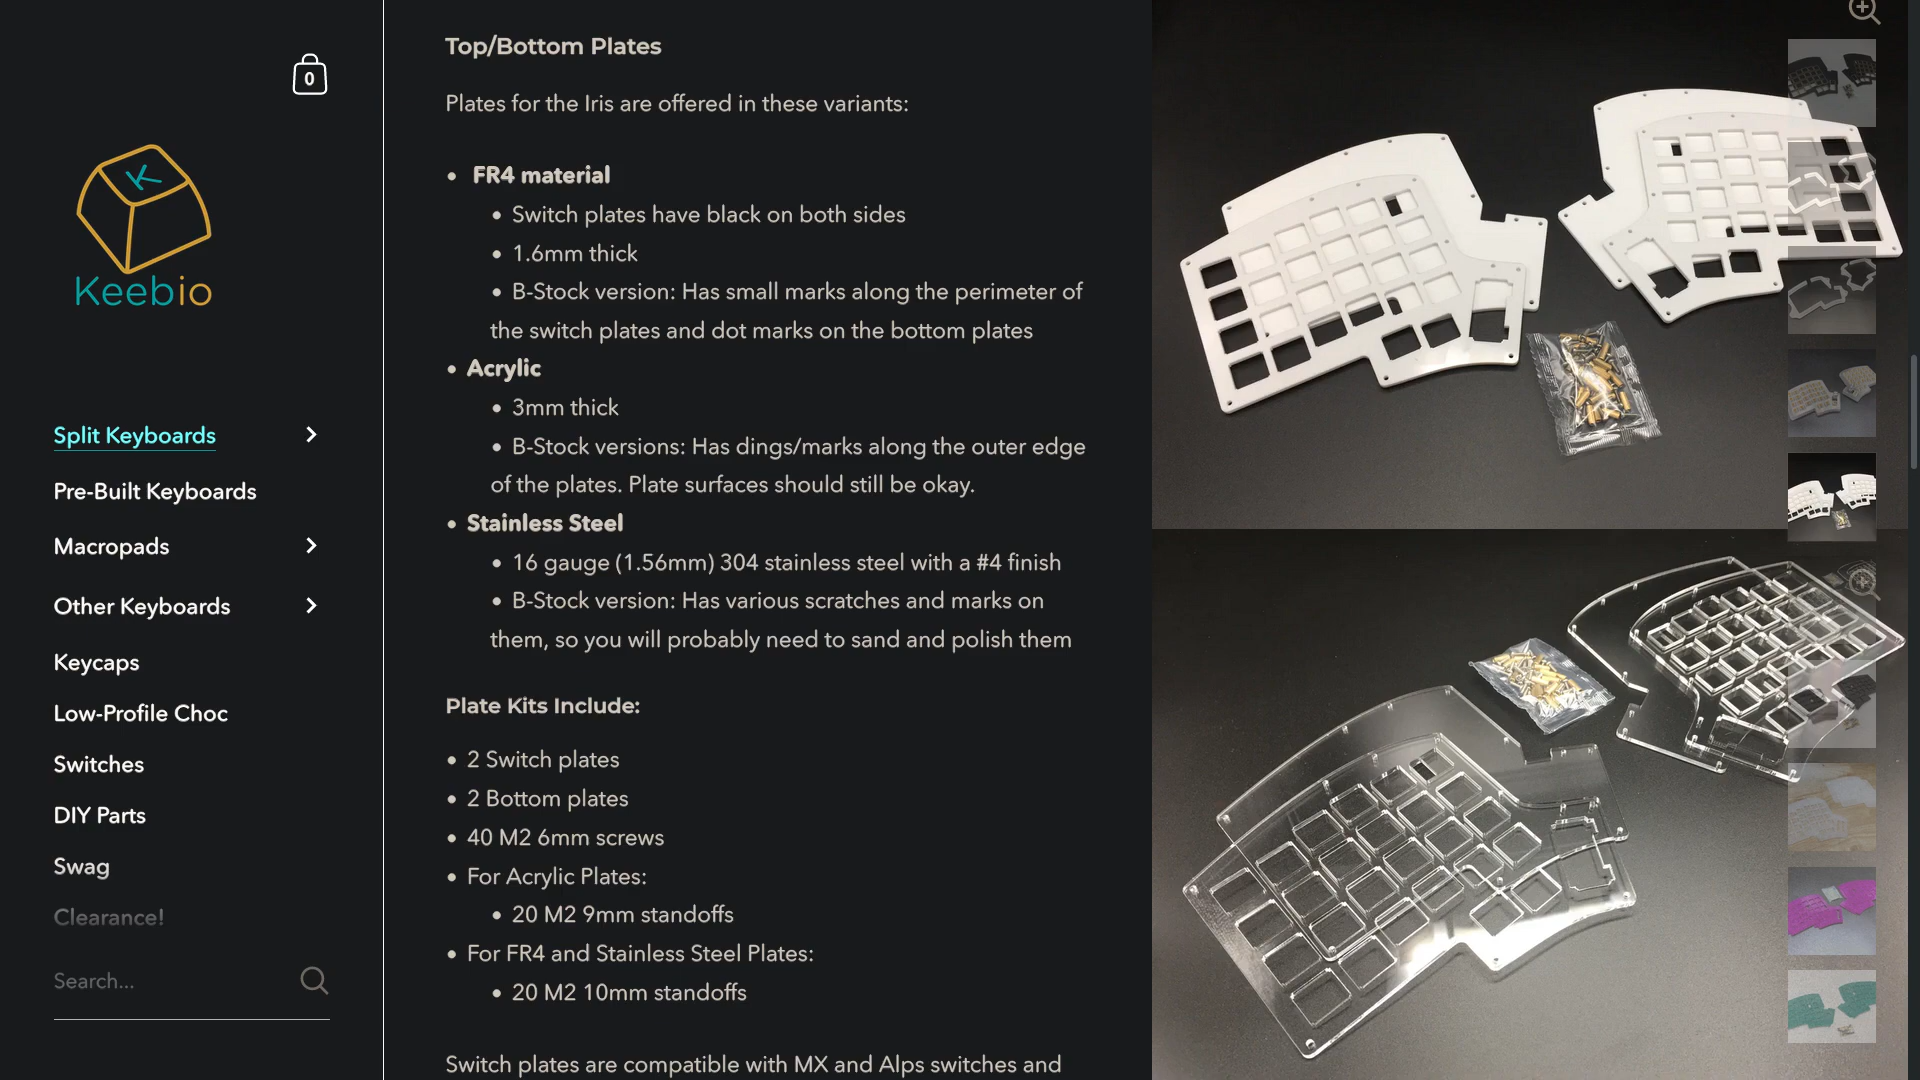 0
K
Keebio
Split Keyboards
Pre-Built Keyboards
Macropads
Other Keyboards
Keycaps
Low-Profile Choc
Switches
DIY Parts
Swag
Clearance!
Search...
Top/Bottom Plates
Plates for the Iris are offered in these variants:
• FR4 material
• Switch plates have black on both sides
• 1.6mm thick
• B-Stock version: Has small marks along the perimeter of
the switch plates and dot marks on the bottom plates
• Acrylic
• 3mm thick
• B-Stock versions: Has dings/marks along the outer edge
of the plates. Plate surfaces should still be okay.
• Stainless Steel
• 16 gauge (1.56mm) 304 stainless steel with a #4 finish
• B-Stock version: Has various scratches and marks on
them, so you will probably need to sand and polish them
Plate Kits Include:
• 2 Switch plates
• 2 Bottom plates
• 40 M2 6mm screws
• For Acrylic Plates:
• 20 M2 9mm standoffs
• For FR4 and Stainless Steel Plates:
• 20 M2 10mm standoffs
Switch plates are compatible with MX and Alps switches and